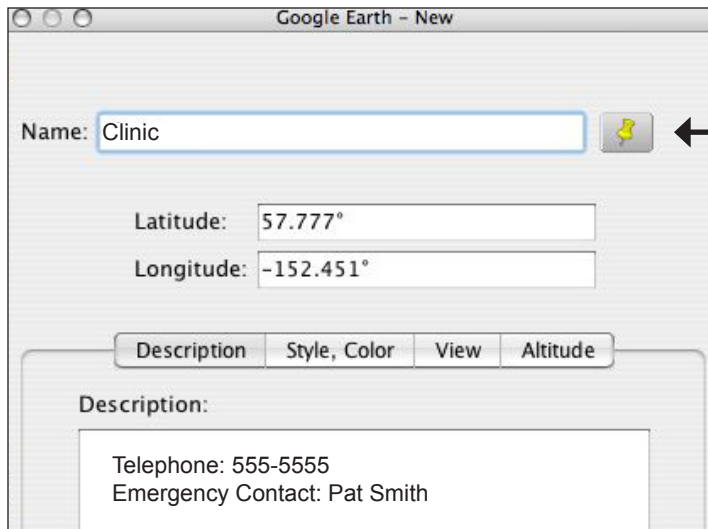 Google Earth – New
Name: Clinic
Latitude: 57.777°
Longitude: -152.451°
Description Style, Color View Altitude
Description:
Telephone: 555-5555
Emergency Contact: Pat Smith